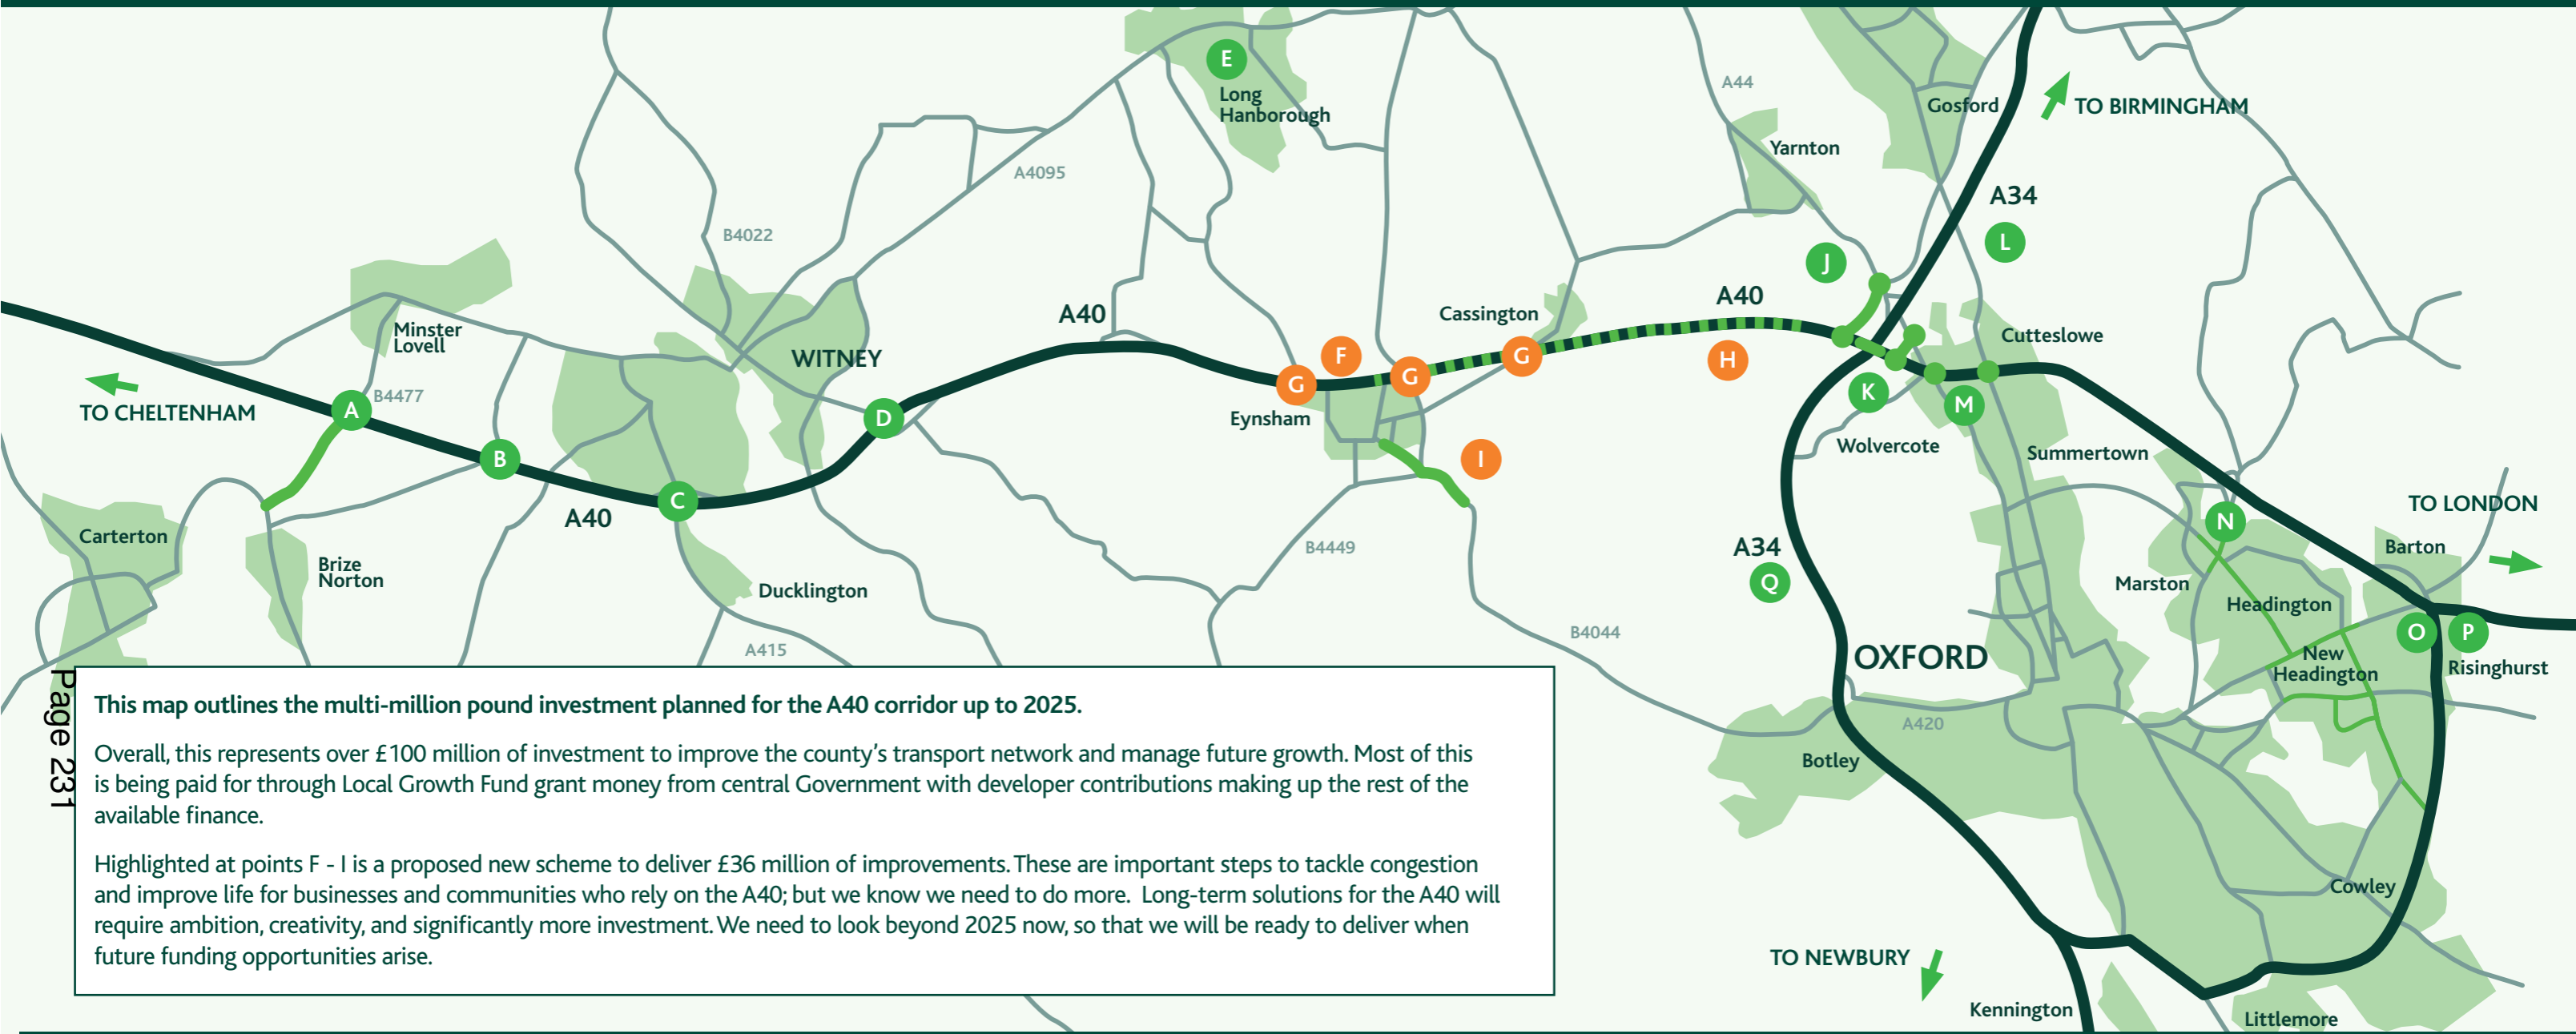 E
Long
Hanborough
A44
Gosford
TO BIRMINGHAM
Yarnton
A4095
A34
L
B4022
J
A40
A40
Cassington
Minster
Lovell
WITNEY
Cutteslowe
F
G
G
G
H
TO CHELTENHAM
A
B4477
D
Eynsham
K
M
Wolvercote
Summertown
B
I
C
A40
N
TO LONDON
Carterton
Brize
Norton
B4449
A34
Q
Barton
Ducklington
Marston
Headington
A415
B4044
OXFORD
O
P
New
Headington
Risinghurst
A420
Botley
Cowley
TO NEWBURY
Kennington
Littlemore
Page 231
This map outlines the multi-million pound investment planned for the A40 corridor up to 2025.
Overall, this represents over £100 million of investment to improve the county’s transport network and manage future growth. Most of this
is being paid for through Local Growth Fund grant money from central Government with developer contributions making up the rest of the
available finance.
Highlighted at points F - I is a proposed new scheme to deliver £36 million of improvements. These are important steps to tackle congestion
and improve life for businesses and communities who rely on the A40; but we know we need to do more.  Long-term solutions for the A40 will
require ambition, creativity, and significantly more investment. We need to look beyond 2025 now, so that we will be ready to deliver when
future funding opportunities arise.